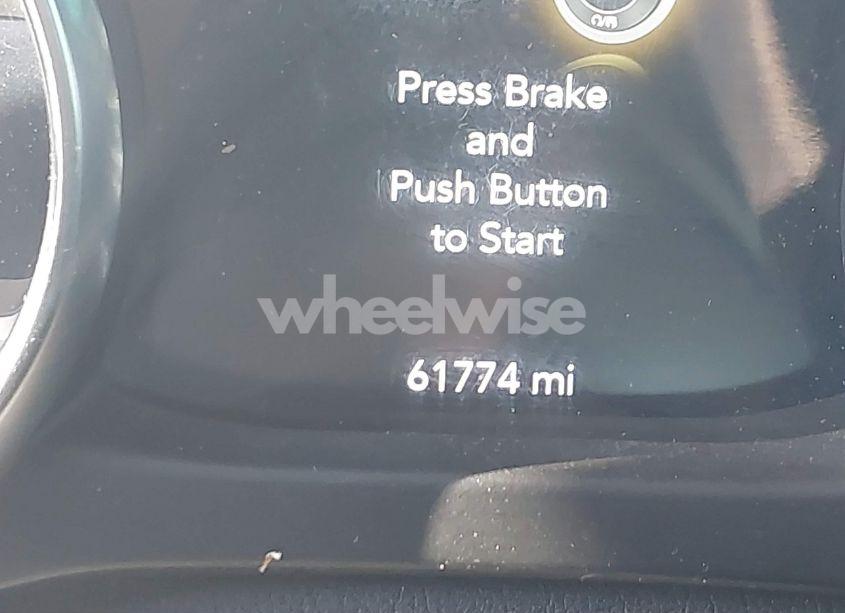 Press Brake
and
Push Button
to Start
wheelwise
61774 mi